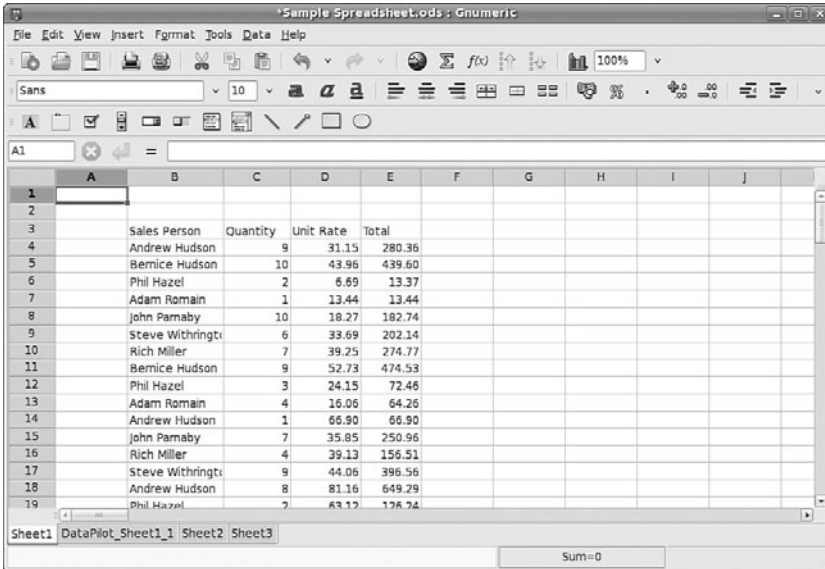 *Sample Spreadsheet.ods : Gnumeric
File Edit View Insert Format Tools Data Help
f(x) 100%
Sans 10 a a a %
A
A1 =
A B C D E F G H I J
1
2
3 Sales Person Quantity Unit Rate Total
4 Andrew Hudson 9 31.15 280.36
5 Bernice Hudson 10 43.96 439.60
6 Phil Hazel 2 6.69 13.37
7 Adam Romain 1 13.44 13.44
8 John Parnaby 10 18.27 182.74
9 Steve Withringt 6 33.69 202.14
10 Rich Miller 7 39.25 274.77
11 Bernice Hudson 9 52.73 474.53
12 Phil Hazel 3 24.15 72.46
13 Adam Romain 4 16.06 64.26
14 Andrew Hudson 1 66.90 66.90
15 John Parnaby 7 35.85 250.96
16 Rich Miller 4 39.13 156.51
17 Steve Withringt 9 44.06 396.56
18 Andrew Hudson 8 81.16 649.29
19 Phil Hazel 2 63.12 126.24
Sheet1 DataPilot_Sheet1_1 Sheet2 Sheet3
Sum=0